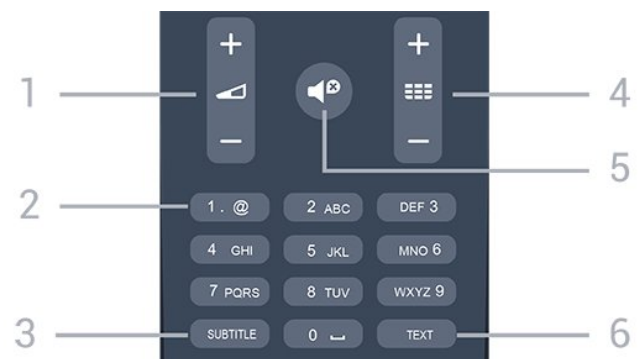 + +
1 4
- -
5
2 1 . @ 2 ABC DEF 3
4 GHI 5 JKL MNO 6
7 PQRS 8 TUV WXYZ 9
3 SUBTITLE 0 ⎵ TEXT 6